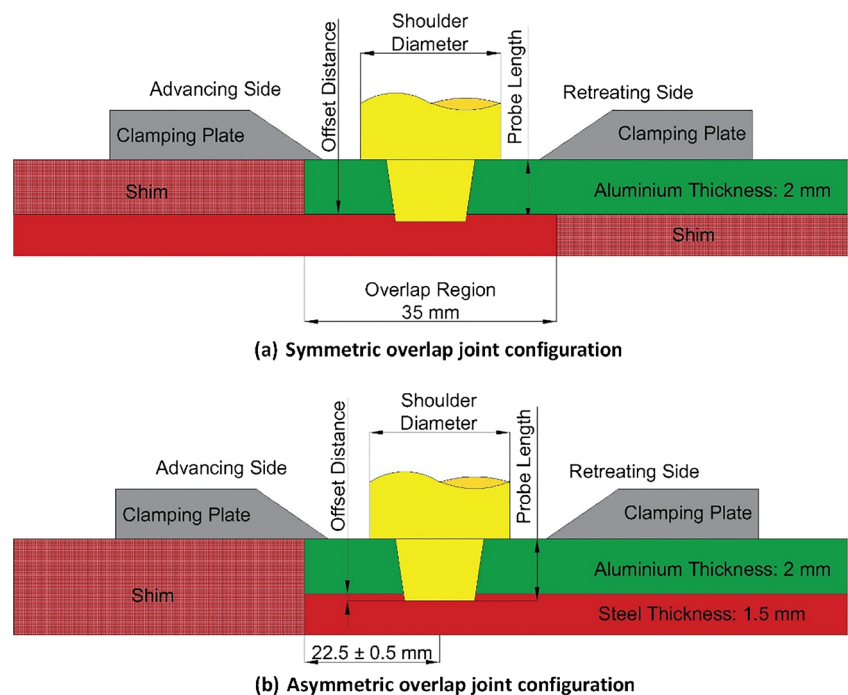 Shoulder
Diameter
Offset Distance
Probe Length
Advancing Side
Retreating Side
Clamping Plate
Clamping Plate
Shim
Aluminium Thickness: 2 mm
Shim
Overlap Region
35 mm
(a) Symmetric overlap joint configuration
Shoulder
Diameter
Offset Distance
Probe Length
Advancing Side
Retreating Side
Clamping Plate
Clamping Plate
Aluminium Thickness: 2 mm
Shim
Steel Thickness: 1.5 mm
22.5 ± 0.5 mm
(b) Asymmetric overlap joint configuration